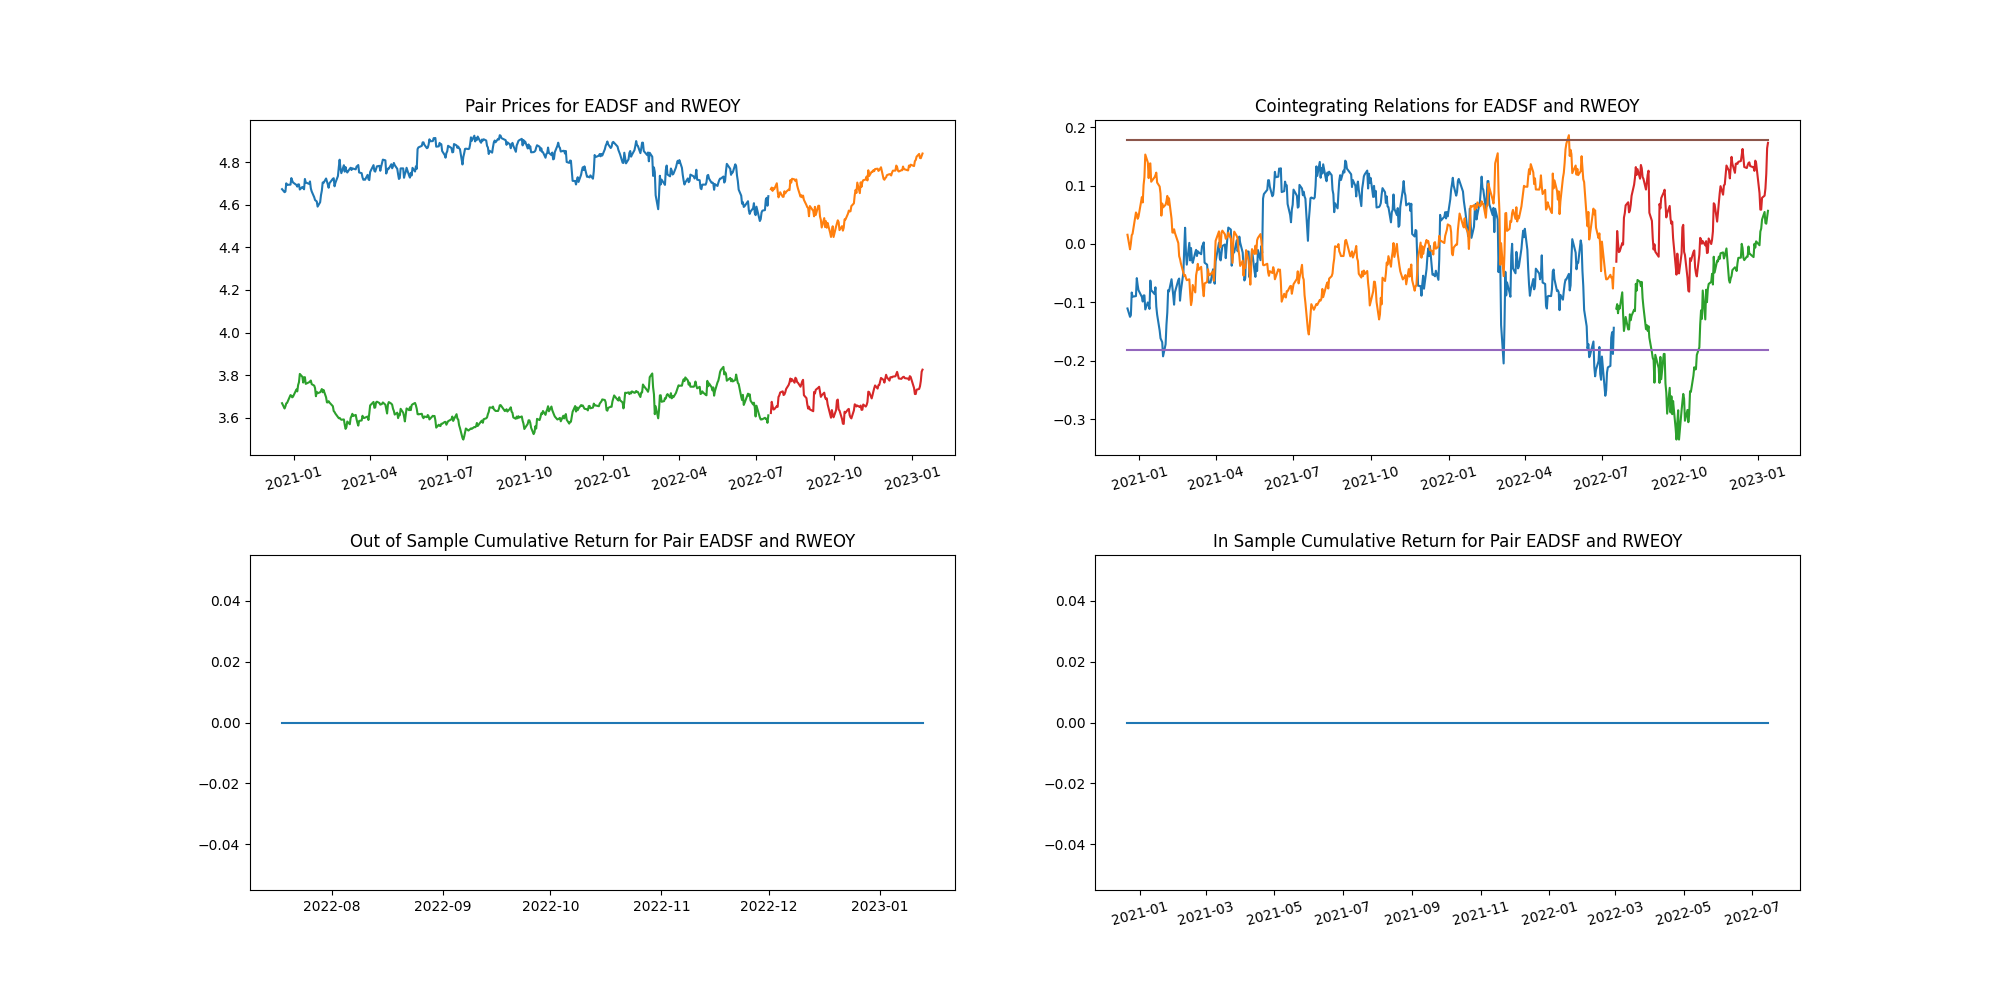 Pair Prices for EADSF and RWEOY
4.8
4.6
4.4
4.2
4.0
3.8
3.6
2021-01 2021-04 2021-07 2021-10 2022-01 2022-04 2022-07 2022-10 2023-01
Cointegrating Relations for EADSF and RWEOY
0.2
0.1
0.0
−0.1
−0.2
−0.3
2021-01 2021-04 2021-07 2021-10 2022-01 2022-04 2022-07 2022-10 2023-01
Out of Sample Cumulative Return for Pair EADSF and RWEOY
0.04
0.02
0.00
−0.02
−0.04
2022-08 2022-09 2022-10 2022-11 2022-12 2023-01
In Sample Cumulative Return for Pair EADSF and RWEOY
0.04
0.02
0.00
−0.02
−0.04
2021-01 2021-03 2021-05 2021-07 2021-09 2021-11 2022-01 2022-03 2022-05 2022-07